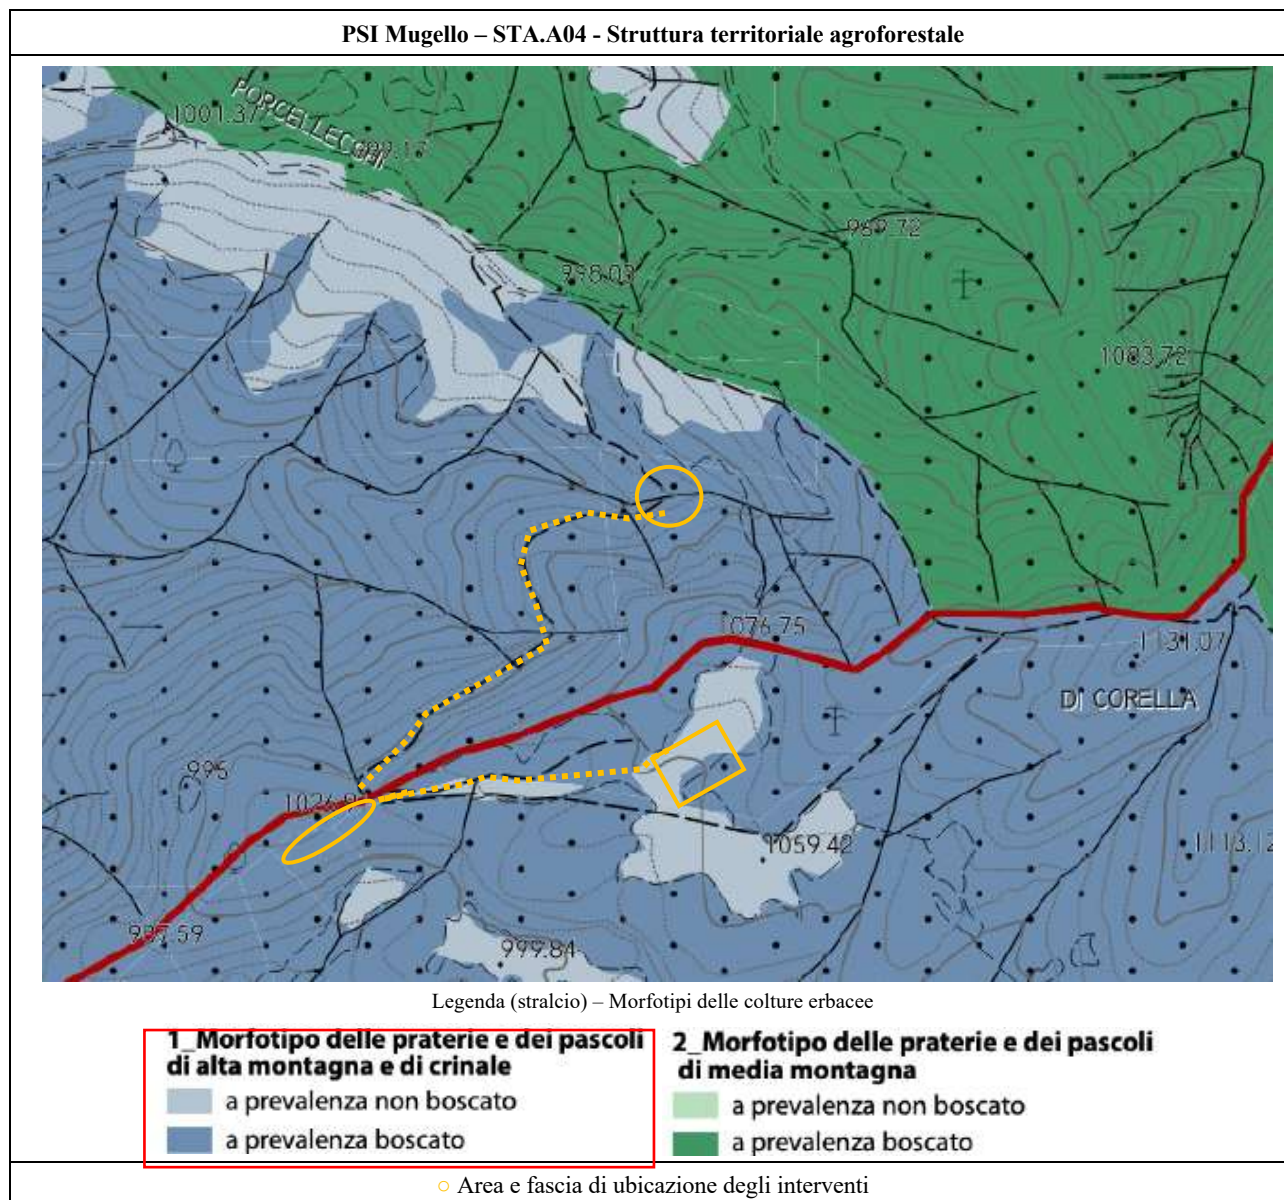 PSI Mugello – STA.A04 - Struttura territoriale agroforestale
1001.37
998.03
969.72
1083.72
1076.75
1131.07
DI CORELLA
995
1059.42
1113.12
999.84
Legenda (stralcio) – Morfotipi delle colture erbacee
1_Morfotipo delle praterie e dei pascoli
di alta montagna e di crinale
a prevalenza non boscato
a prevalenza boscato
2_Morfotipo delle praterie e dei pascoli
di media montagna
a prevalenza non boscato
a prevalenza boscato
Area e fascia di ubicazione degli interventi